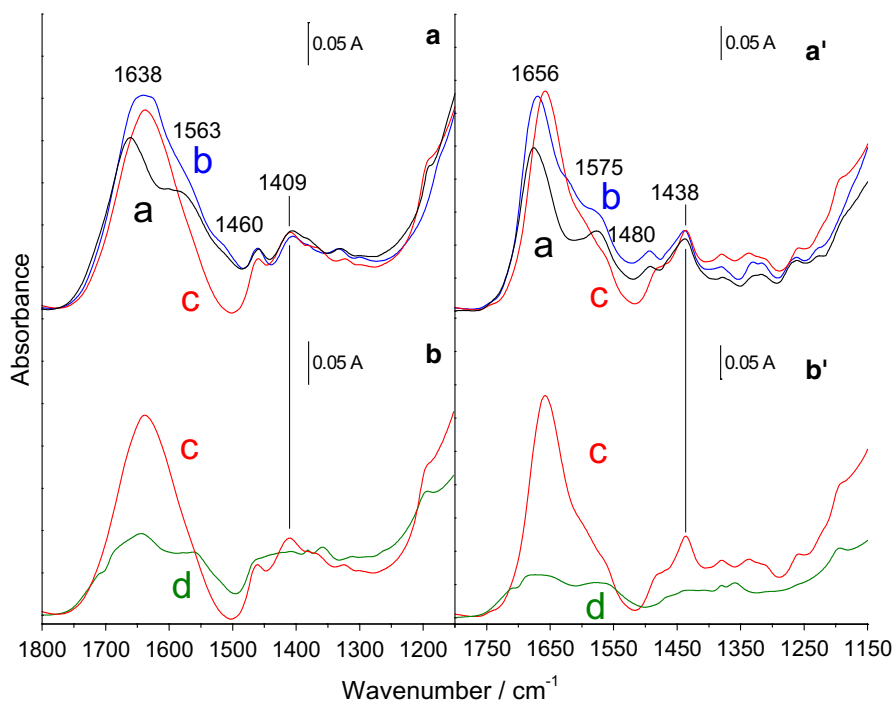 0.05 A
a
0.05 A
a'
1638
1656
1563
b
1409
1575
b
1438
a
1460
a
1480
c
c
0.05 A
b
0.05 A
b'
c
c
d
d
Absorbance
1800 1700 1600 1500 1400 1300 1200
1750 1650 1550 1450 1350 1250 1150
Wavenumber / cm⁻¹